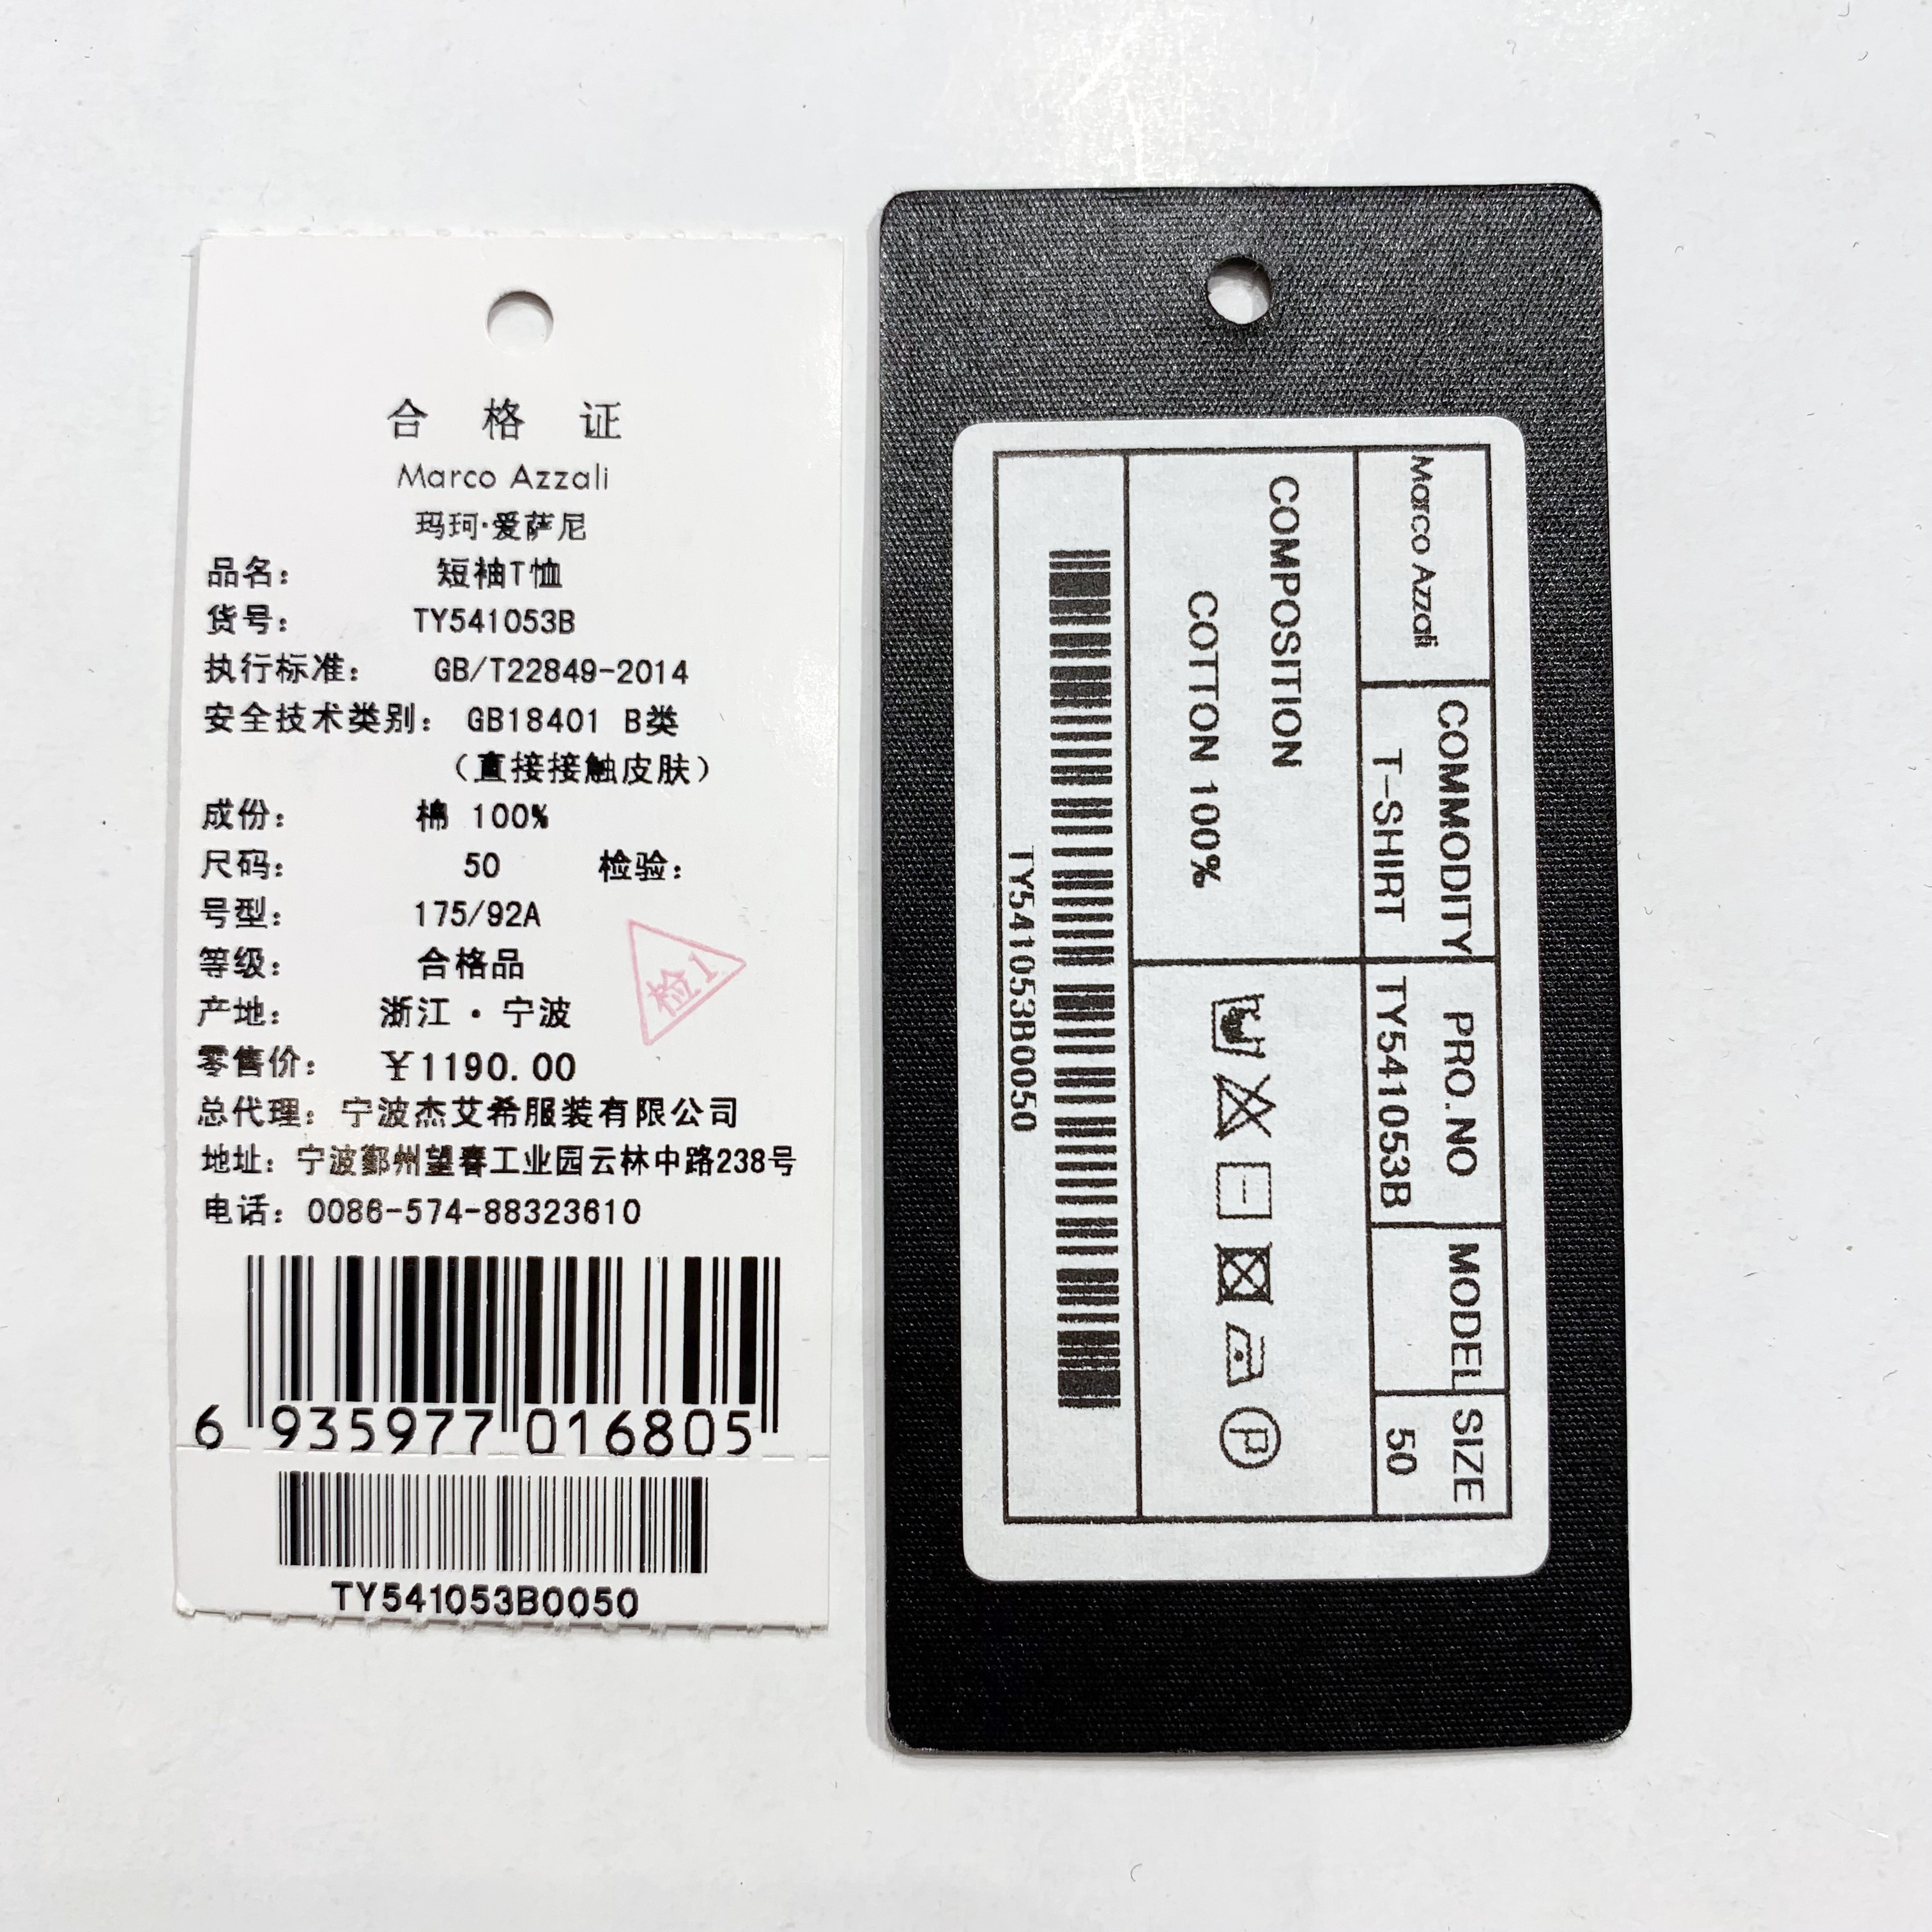 合格证
Marco Azzali
玛珂·爱萨尼
品名： 短袖T恤
货号： TY541053B
执行标准： GB/T22849-2014
安全技术类别： GB18401 B类
（直接接触皮肤）
成份： 棉 100%
尺码： 50 检验：
号型： 175/92A
检1
等级： 合格品
产地： 浙江·宁波
零售价： ￥1190.00
总代理：宁波杰艾希服装有限公司
地址：宁波鄞州望春工业园云林中路238号
电话：0086-574-88323610
6 935977 016805
TY541053B0050
Marco Azzali
COMMODITY
T-SHIRT
PRO.NO
TY541053B
MODEL
SIZE
50
COMPOSITION
COTTON 100%
P
TY541053B0050